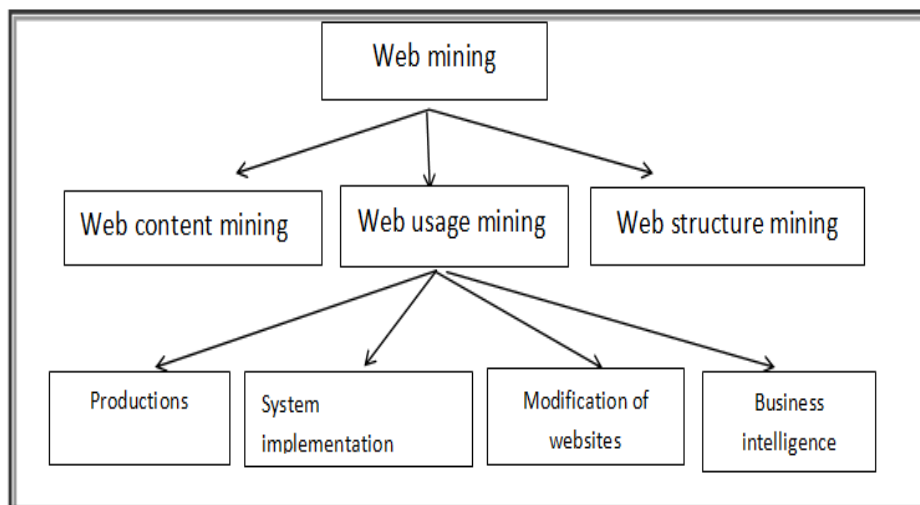 Web mining
Web content mining
Web usage mining
Web structure mining
Productions
System
implementation
Modification of
websites
Business
intelligence